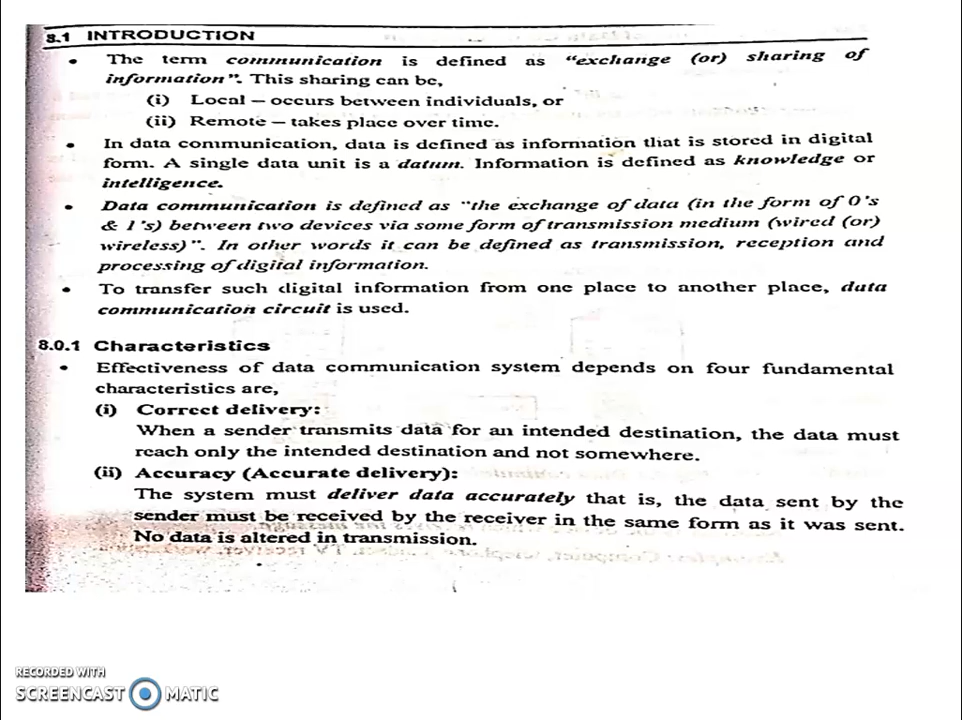 8.1 INTRODUCTION
• The term communication is defined as "exchange (or) sharing of
information". This sharing can be,
(i) Local – occurs between individuals, or
(ii) Remote – takes place over time.
• In data communication, data is defined as information that is stored in digital
form. A single data unit is a datum. Information is defined as knowledge or
intelligence.
• Data communication is defined as "the exchange of data (in the form of 0's
& 1's) between two devices via some form of transmission medium (wired (or)
wireless)". In other words it can be defined as transmission, reception and
processing of digital information.
• To transfer such digital information from one place to another place, data
communication circuit is used.
8.0.1 Characteristics
• Effectiveness of data communication system depends on four fundamental
characteristics are,
(i) Correct delivery:
When a sender transmits data for an intended destination, the data must
reach only the intended destination and not somewhere.
(ii) Accuracy (Accurate delivery):
The system must deliver data accurately that is, the data sent by the
sender must be received by the receiver in the same form as it was sent.
No data is altered in transmission.
RECORDED WITH
SCREENCAST MATIC